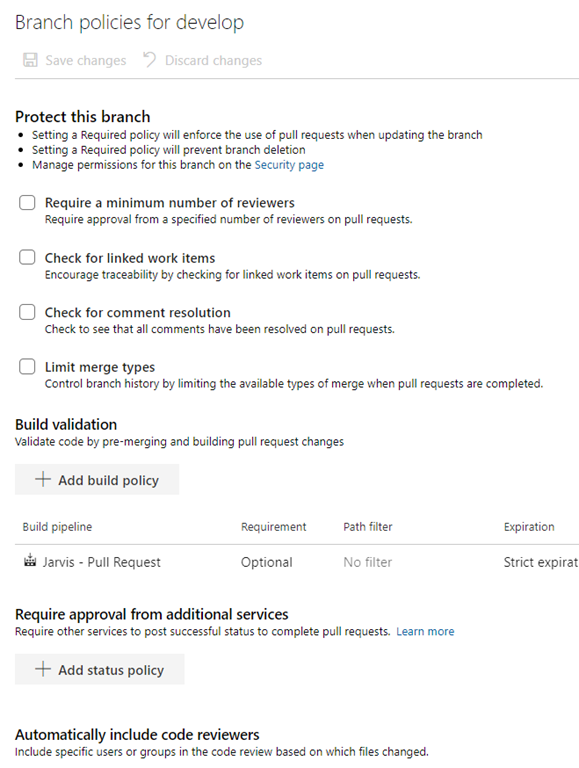 Branch policies for develop
Save changes Discard changes
Protect this branch
• Setting a Required policy will enforce the use of pull requests when updating the branch
• Setting a Required policy will prevent branch deletion
• Manage permissions for this branch on the Security page
Require a minimum number of reviewers
Require approval from a specified number of reviewers on pull requests.
Check for linked work items
Encourage traceability by checking for linked work items on pull requests.
Check for comment resolution
Check to see that all comments have been resolved on pull requests.
Limit merge types
Control branch history by limiting the available types of merge when pull requests are completed.
Build validation
Validate code by pre-merging and building pull request changes
+ Add build policy
Build pipeline Requirement Path filter Expiration
Jarvis - Pull Request Optional No filter Strict expirat
Require approval from additional services
Require other services to post successful status to complete pull requests. Learn more
+ Add status policy
Automatically include code reviewers
Include specific users or groups in the code review based on which files changed.